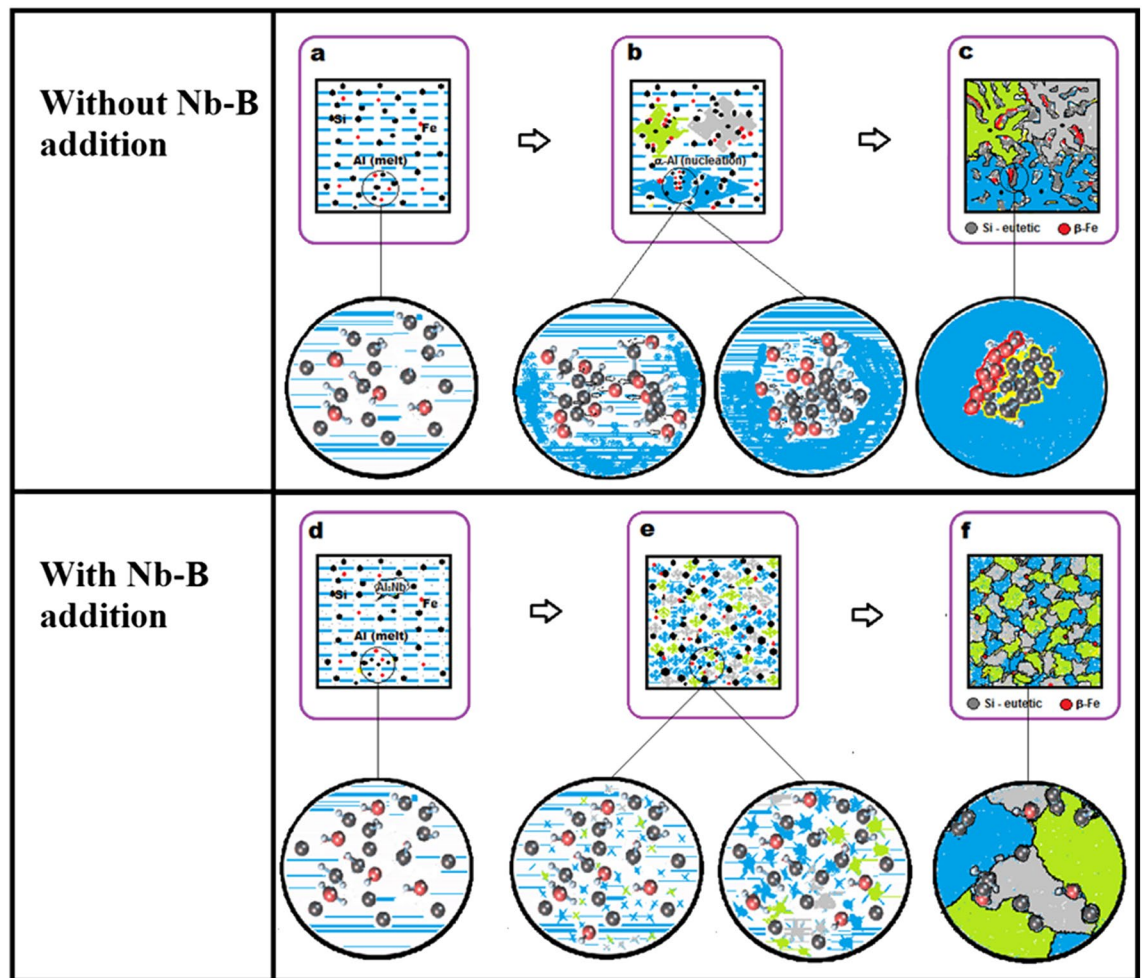 Without Nb-B
addition
a
Si
Fe
Al (melt)
b
α-Al (nucleation)
c
Si - eutetic β-Fe
With Nb-B
addition
d
Si
Al₃Nb
Fe
Al (melt)
e
f
Si - eutetic β-Fe